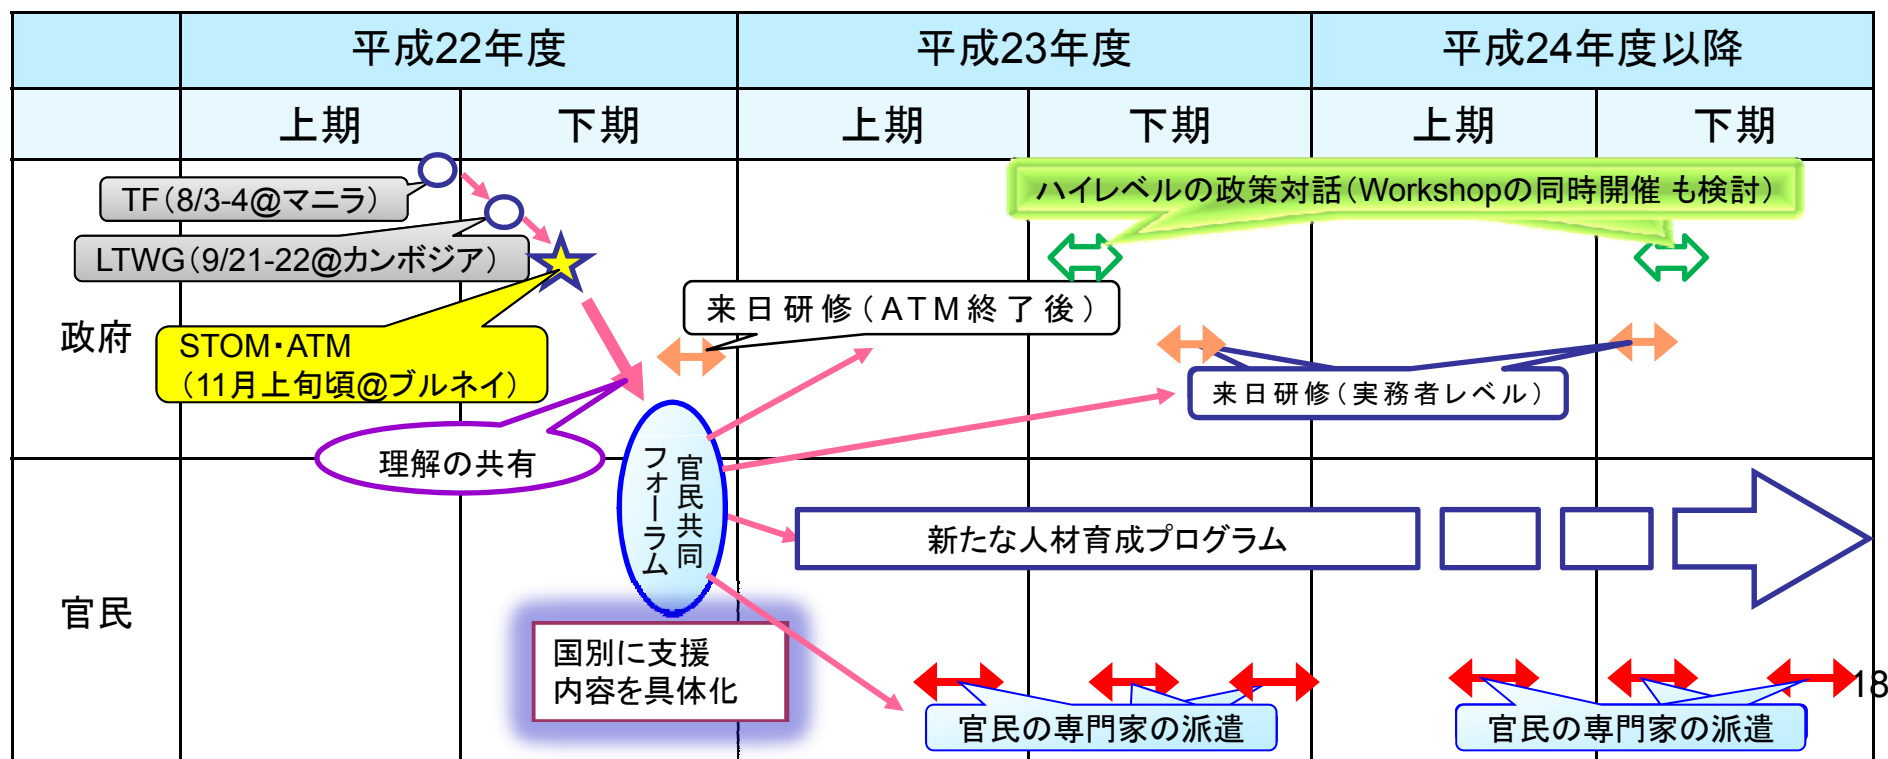 平成22年度
平成23年度
平成24年度以降
上期
下期
上期
下期
上期
下期
政府
TF(8/3-4@マニラ)
LTWG(9/21-22@カンボジア)
STOM・ATM
(11月上旬頃@ブルネイ)
理解の共有
来日研修(ATM終了後)
ハイレベルの政策対話(Workshopの同時開催 も検討)
来日研修(実務者レベル)
官民
官民共同
フォーラム
新たな人材育成プログラム
国別に支援
内容を具体化
官民の専門家の派遣
官民の専門家の派遣
18